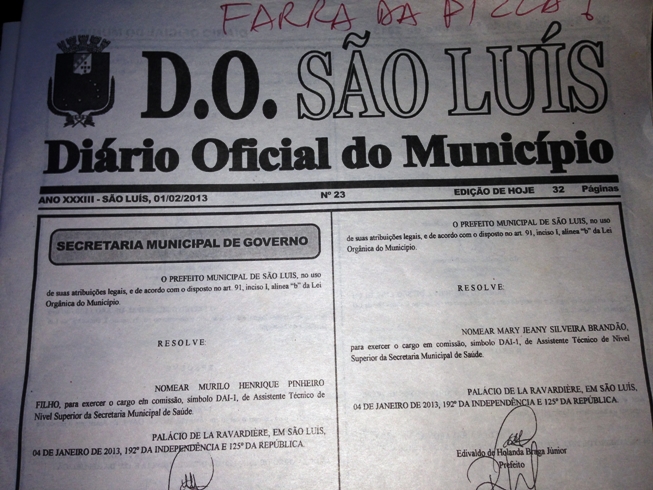 FARRA DA PIZZA!
D.O. SÃO LUÍS
Diário Oficial do Município
ANO XXXIII - SÃO LUÍS, 01/02/2013 Nº 23 EDIÇÃO DE HOJE 32 Páginas
SECRETARIA MUNICIPAL DE GOVERNO
O PREFEITO MUNICIPAL DE SÃO LUIS, no uso
de suas atribuições legais, e de acordo com o disposto no art. 91, inciso I, alínea "b" da Lei
Orgânica do Município.
RESOLVE:
NOMEAR MURILO HENRIQUE PINHEIRO
FILHO, para exercer o cargo em comissão, simbolo DAI-1, de Assistente Técnico de
Nível Superior da Secretaria Municipal de Saúde.
PALÁCIO DE LA RAVARDIÈRE, EM SÃO LUIS,
04 DE JANEIRO DE 2013, 192º DA INDEPENDÊNCIA E 125º DA REPÚBLICA.
O PREFEITO MUNICIPAL DE SÃO LUIS, no uso
de suas atribuições legais, e de acordo com o disposto no art. 91, inciso I, alínea "b" da Lei
Orgânica do Município.
RESOLVE:
NOMEAR MARY JEANY SILVEIRA BRANDÃO,
para exercer o cargo em comissão, simbolo DAI-1, de Assistente Técnico de Nível
Superior da Secretaria Municipal de Saúde.
PALÁCIO DE LA RAVARDIÈRE, EM SÃO LUIS,
04 DE JANEIRO DE 2013, 192º DA INDEPENDÊNCIA E 125º DA REPÚBLICA.
Edivaldo de Holanda Braga Júnior
Prefeito